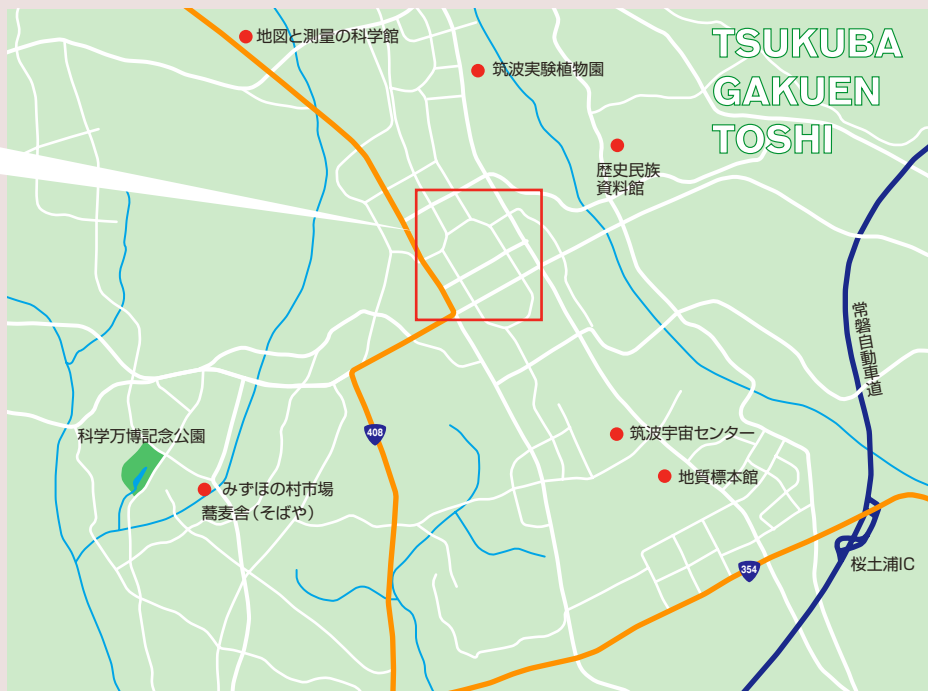 地図と測量の科学館
筑波実験植物園
TSUKUBA
GAKUEN
TOSHI
歴史民族
資料館
常磐自動車道
科学万博記念公園
408
筑波宇宙センター
みずほの村市場
蕎麦舎（そばや）
地質標本館
354
桜土浦IC